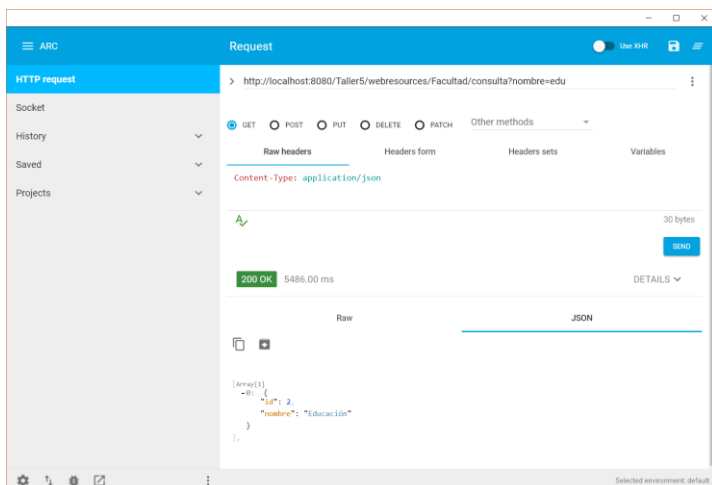 ARC
Request
Use XHR
HTTP request
Socket
History
Saved
Projects
http://localhost:8080/Taller5/webresources/Facultad/consulta?nombre=edu
GET POST PUT DELETE PATCH Other methods
Raw headers Headers form Headers sets Variables
Content-Type: application/json
30 bytes
SEND
200 OK 5486.00 ms DETAILS
Raw JSON
[Array[1]
-0: {
"id": 2,
"nombre": "Educación"
}
],
Selected environment: default